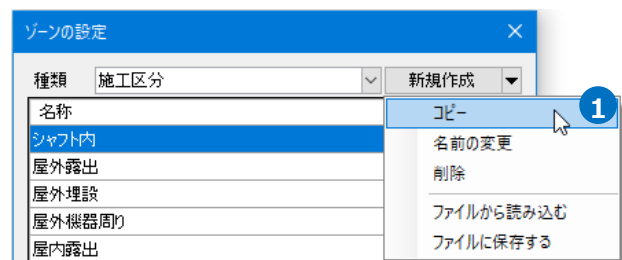 ゾーンの設定
種類 施工区分 新規作成
名称
シャフト内
屋外露出
屋外埋設
屋外機器周り
屋内露出
コピー 1
名前の変更
削除
ファイルから読み込む
ファイルに保存する